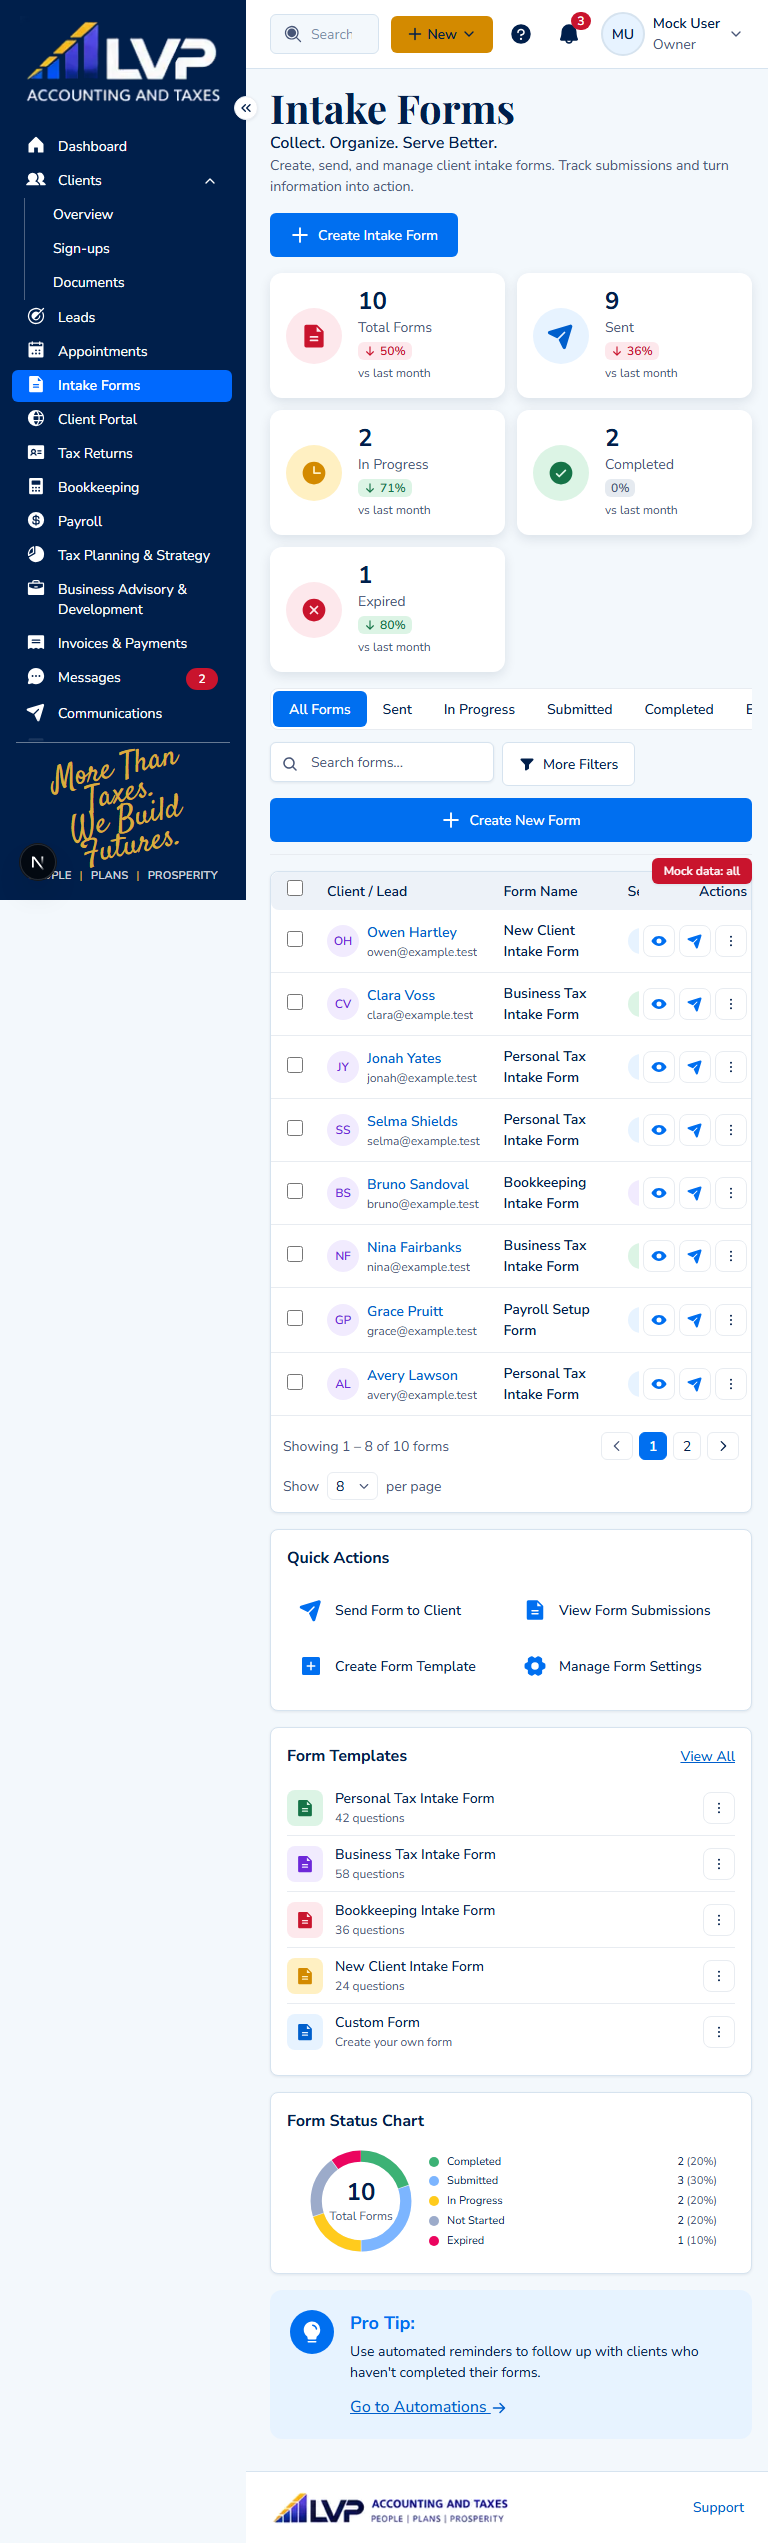 LVP
ACCOUNTING AND TAXES
Dashboard
Clients
Overview
Sign-ups
Documents
Leads
Appointments
Intake Forms
Client Portal
Tax Returns
Bookkeeping
Payroll
Tax Planning & Strategy
Business Advisory &
Development
Invoices & Payments
Messages 2
Communications
More Than
Taxes.
We Build
Futures.
N
PLE | PLANS | PROSPERITY
Search
New
3
MU
Mock User
Owner
Intake Forms
Collect. Organize. Serve Better.
Create, send, and manage client intake forms. Track submissions and turn
information into action.
Create Intake Form
10
Total Forms
↓ 50%
vs last month
9
Sent
↓ 36%
vs last month
2
In Progress
↓ 71%
vs last month
2
Completed
0%
vs last month
1
Expired
↓ 80%
vs last month
All Forms Sent In Progress Submitted Completed
Search forms...
More Filters
Create New Form
Mock data: all
Client / Lead Form Name Actions
OH Owen Hartley
owen@example.test
New Client
Intake Form
CV Clara Voss
clara@example.test
Business Tax
Intake Form
JY Jonah Yates
jonah@example.test
Personal Tax
Intake Form
SS Selma Shields
selma@example.test
Personal Tax
Intake Form
BS Bruno Sandoval
bruno@example.test
Bookkeeping
Intake Form
NF Nina Fairbanks
nina@example.test
Business Tax
Intake Form
GP Grace Pruitt
grace@example.test
Payroll Setup
Form
AL Avery Lawson
avery@example.test
Personal Tax
Intake Form
Showing 1 – 8 of 10 forms
1 2
Show 8 per page
Quick Actions
Send Form to Client
View Form Submissions
Create Form Template
Manage Form Settings
Form Templates
View All
Personal Tax Intake Form
42 questions
Business Tax Intake Form
58 questions
Bookkeeping Intake Form
36 questions
New Client Intake Form
24 questions
Custom Form
Create your own form
Form Status Chart
10
Total Forms
Completed 2 (20%)
Submitted 3 (30%)
In Progress 2 (20%)
Not Started 2 (20%)
Expired 1 (10%)
Pro Tip:
Use automated reminders to follow up with clients who
haven't completed their forms.
Go to Automations →
LVP ACCOUNTING AND TAXES
PEOPLE | PLANS | PROSPERITY
Support